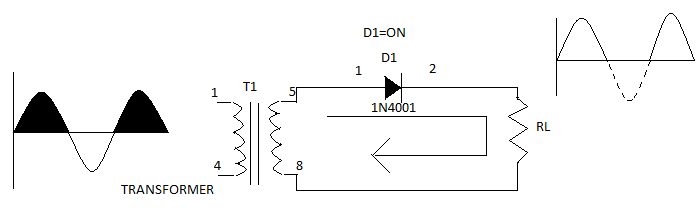 D1=ON
D1
1 2
1N4001
T1
1 5
4 8
RL
TRANSFORMER